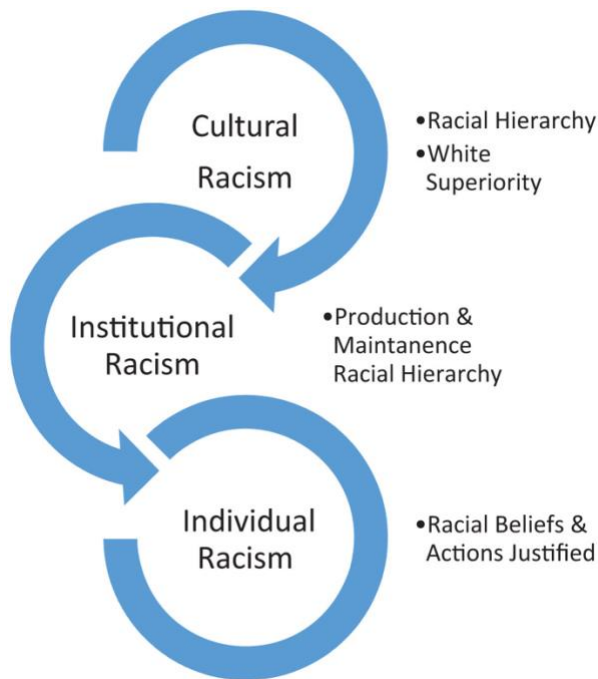 Cultural
Racism
•Racial Hierarchy
•White
Superiority
Institutional
Racism
•Production &
Maintanence
Racial Hierarchy
Individual
Racism
•Racial Beliefs &
Actions Justified